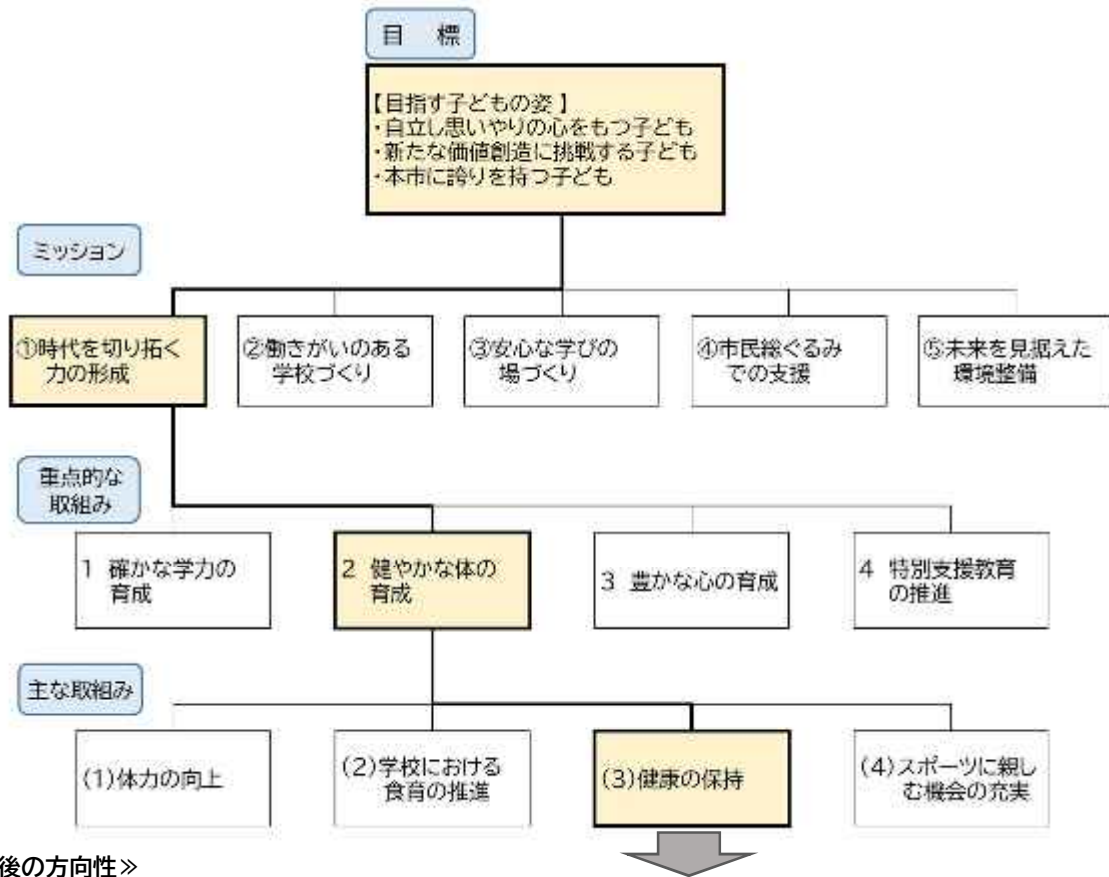 目 標
【目指す子どもの姿】
・自立し思いやりの心をもつ子ども
・新たな価値創造に挑戦する子ども
・本市に誇りを持つ子ども
ミッション
①時代を切り拓く
力の形成
②働きがいのある
学校づくり
③安心な学びの
場づくり
④市民総ぐるみ
での支援
⑤未来を見据えた
環境整備
重点的な
取組み
1 確かな学力の
育成
2 健やかな体の
育成
3 豊かな心の育成
4 特別支援教育
の推進
主な取組み
(1)体力の向上
(2)学校における
食育の推進
(3)健康の保持
(4)スポーツに親し
む機会の充実
後の方向性≫